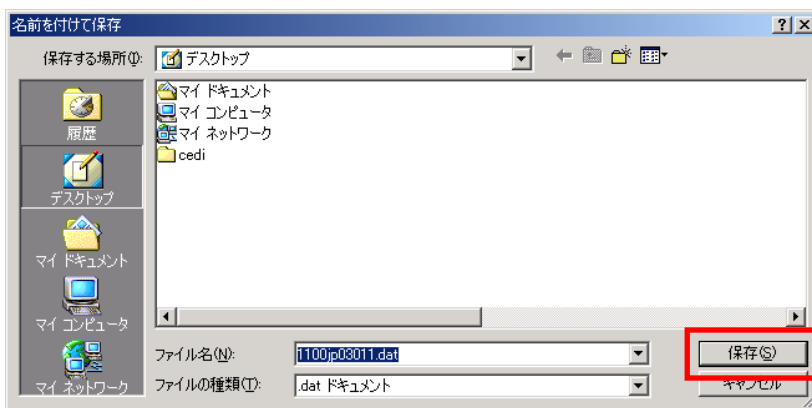 名前を付けて保存
保存する場所(I):
デスクトップ
履歴
デスクトップ
マイ ドキュメント
マイ コンピュータ
マイ ネットワーク
マイ ドキュメント
マイ コンピュータ
マイ ネットワーク
cedi
ファイル名(N):
1100jp03011.dat
保存(S)
ファイルの種類(T):
.dat ドキュメント
キャンセル